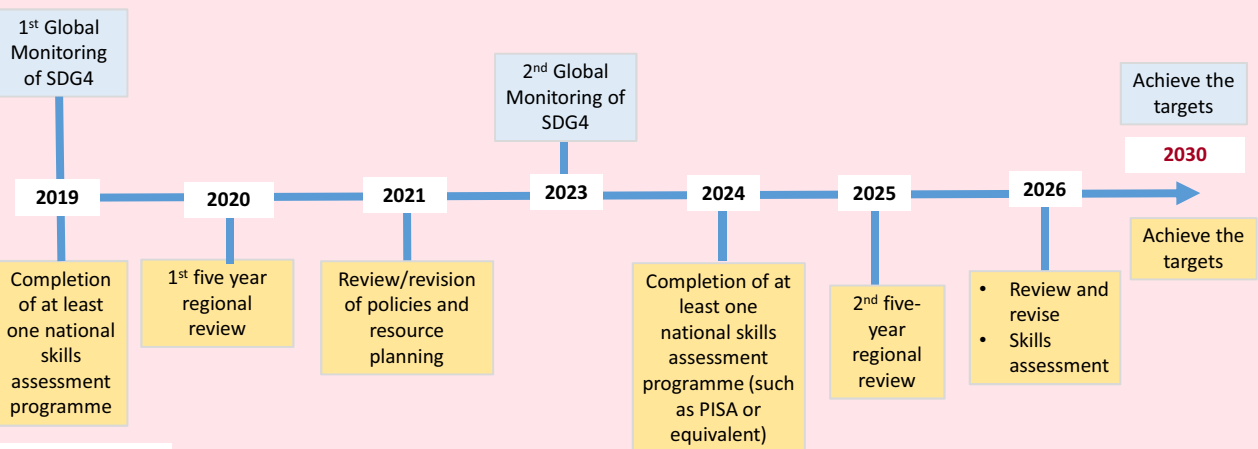 1st Global
Monitoring
of SDG4
2nd Global
Monitoring of
SDG4
Achieve the
targets
2030
2019
2020
2021
2023
2024
2025
2026
Completion
of at least
one national
skills
assessment
programme
1st five year
regional
review
Review/revision
of policies and
resource
planning
Completion of at
least one
national skills
assessment
programme (such
as PISA or
equivalent)
2nd five-
year
regional
review
• Review and
revise
• Skills
assessment
Achieve the
targets